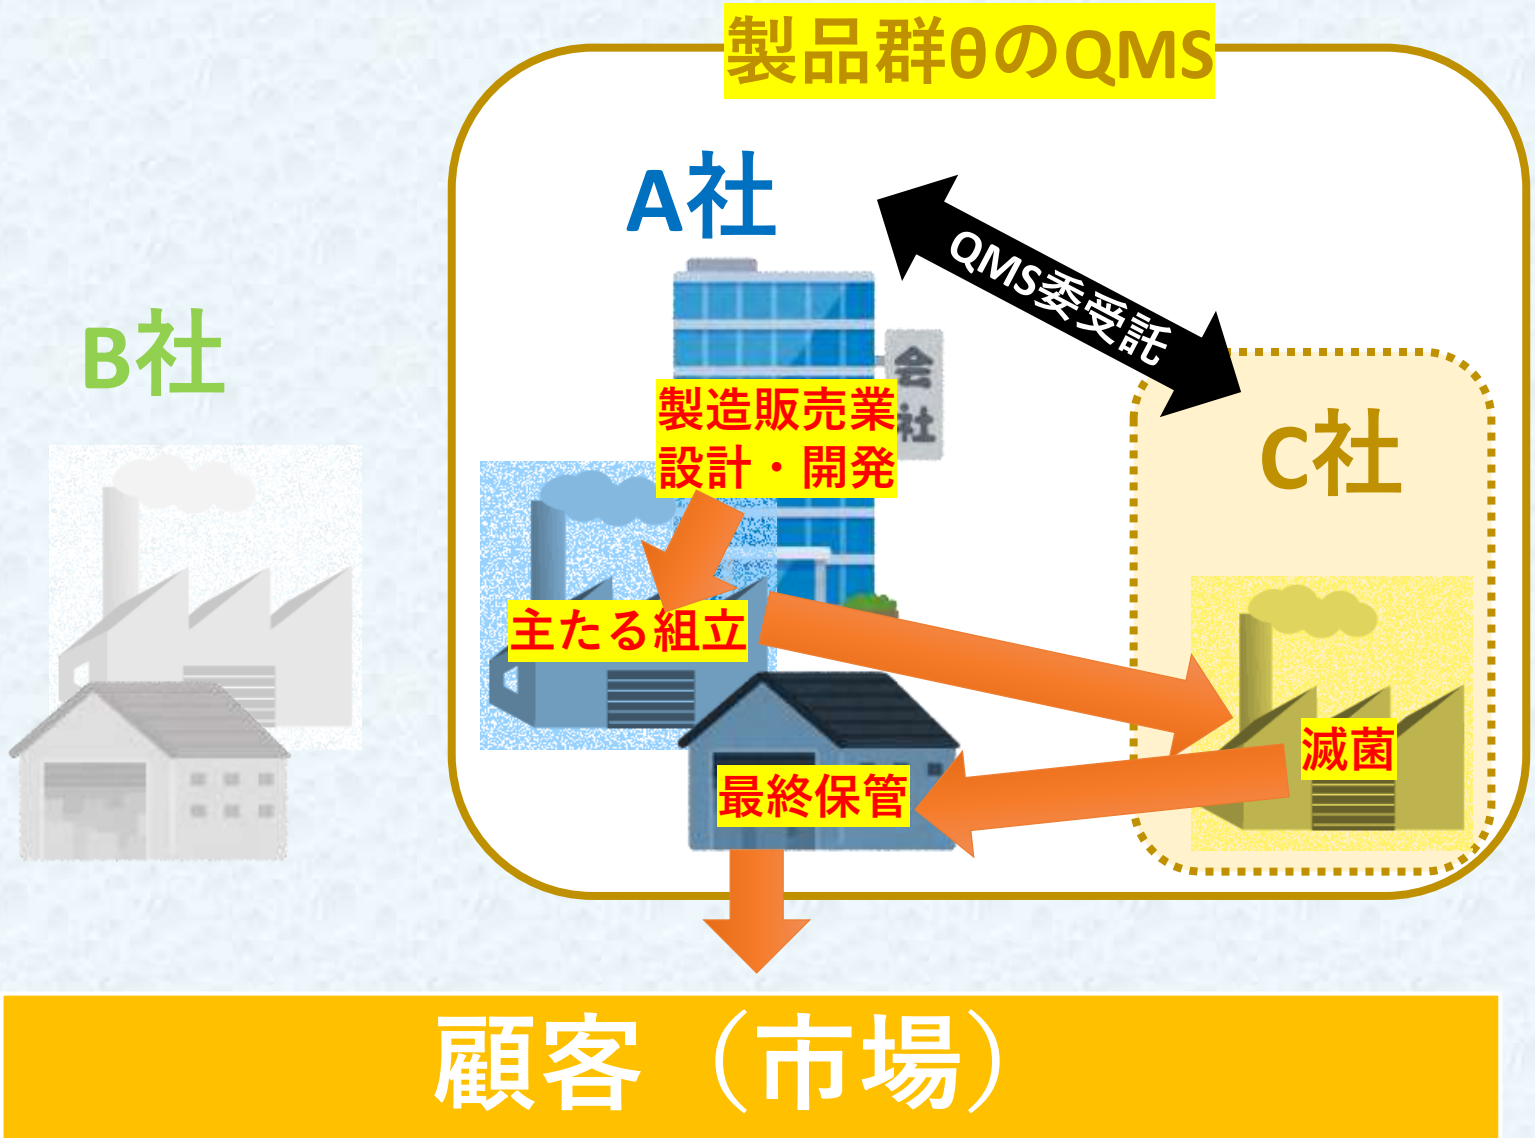 製品群θのQMS
A社
QMS委受託
B社
会
社
製造販売業
設計・開発
C社
主たる組立
滅菌
最終保管
顧客（市場）